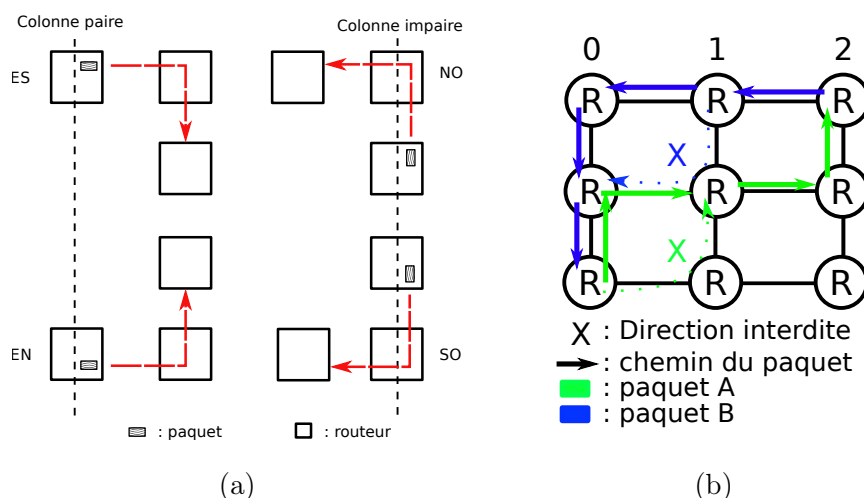 Colonne paire
Colonne impaire
ES
NO
EN
SO
: paquet
: routeur
(a)
0 1 2
R R R
X
R R R
X
R R R
X : Direction interdite
: chemin du paquet
: paquet A
: paquet B
(b)